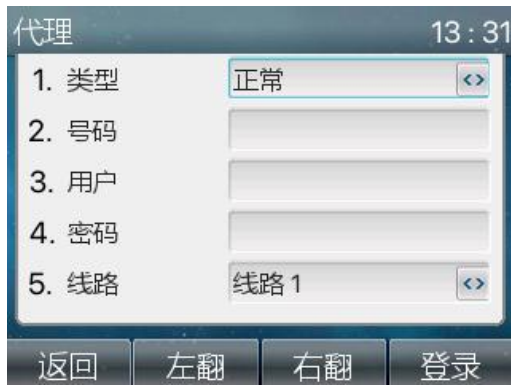 代理 13 : 31
1. 类型 正常
2. 号码
3. 用户
4. 密码
5. 线路 线路 1
返回 左翻 右翻 登录